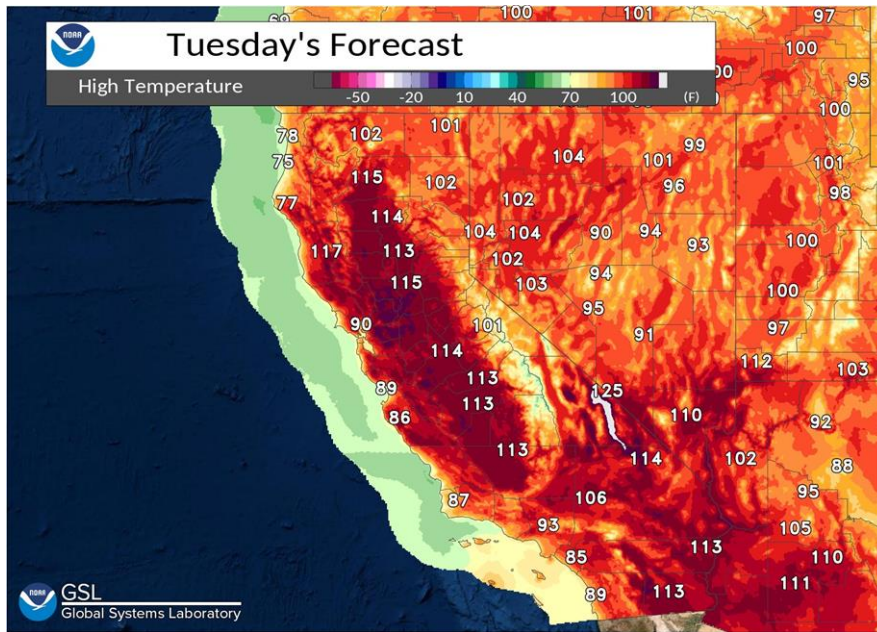 69 100 101 97
NOAA
Tuesday's Forecast
100
High Temperature
-50 -20 10 40 70 100 (F)
95
100
78 102 101 99
75 104 101 101
115 102 96 98
77 102
114
104 104 90 94 100
117 113 102 93
115 103 94 100
95
90 101 91 97
114 112
113 103
89 125
86 113 110 92
113 114 102 88
87 106 95
93 105
113
85 110
89 113 111
NOAA
GSL
Global Systems Laboratory